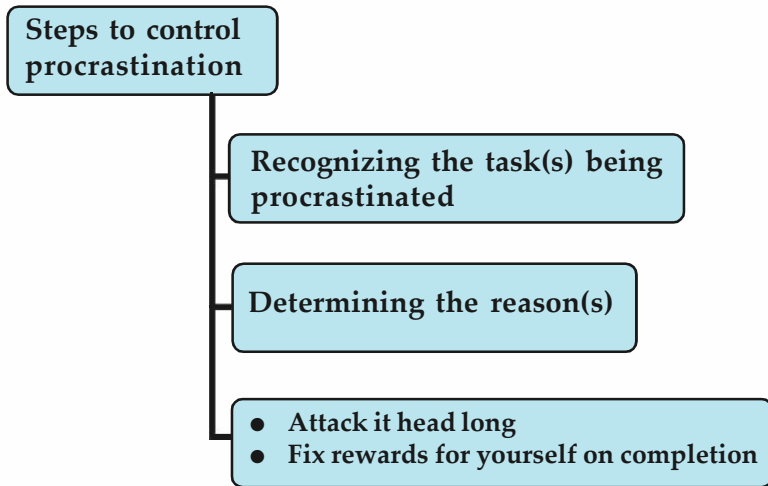 Steps to control
procrastination
Recognizing the task(s) being
procrastinated
Determining the reason(s)
● Attack it head long
● Fix rewards for yourself on completion